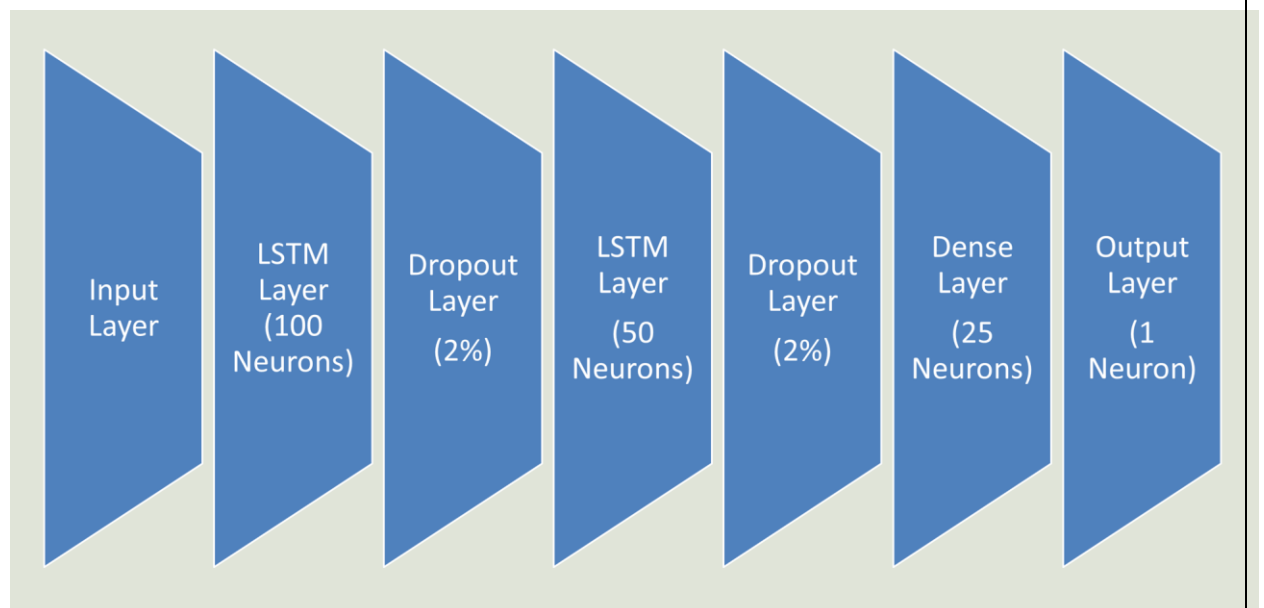 Input
Layer
LSTM
Layer
(100
Neurons)
Dropout
Layer
(2%)
LSTM
Layer
(50
Neurons)
Dropout
Layer
(2%)
Dense
Layer
(25
Neurons)
Output
Layer
(1
Neuron)